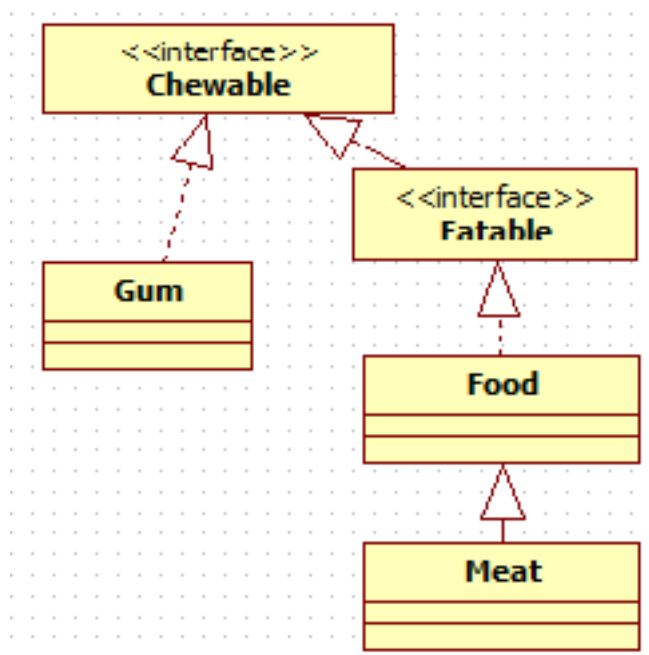 <<interface>>
Chewable
<<interface>>
Eatable
Gum
Food
Meat